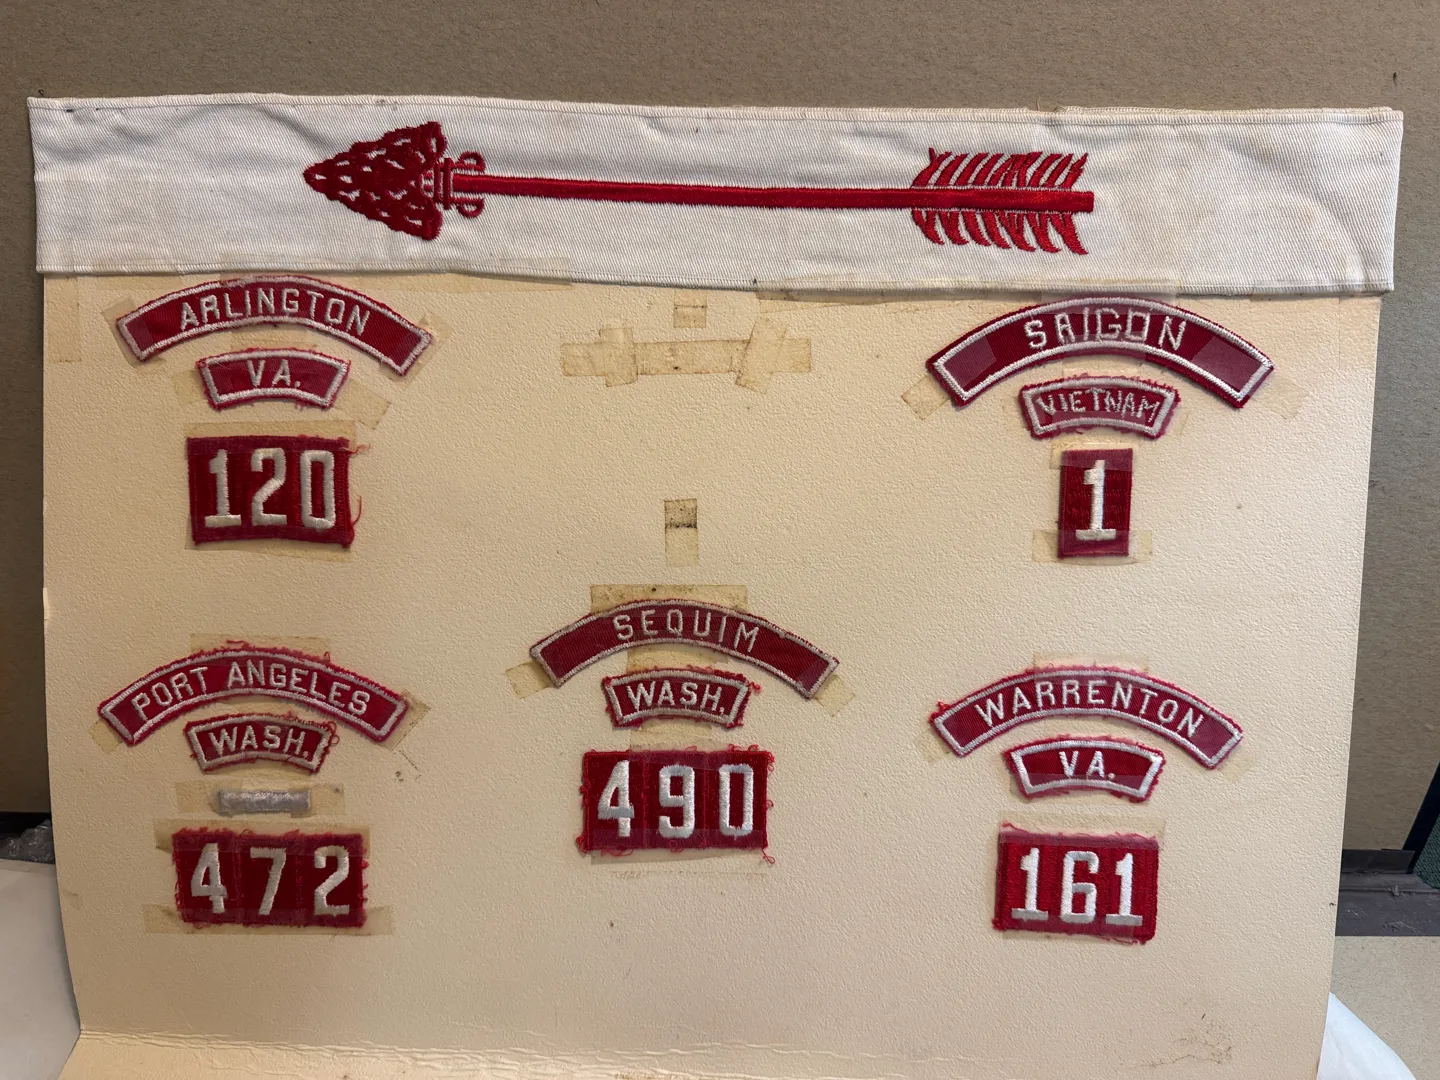 ARLINGTON
VA.
120
SAIGON
VIETNAM
1
PORT ANGELES
WASH.
472
SEQUIM
WASH.
490
WARRENTON
VA.
161